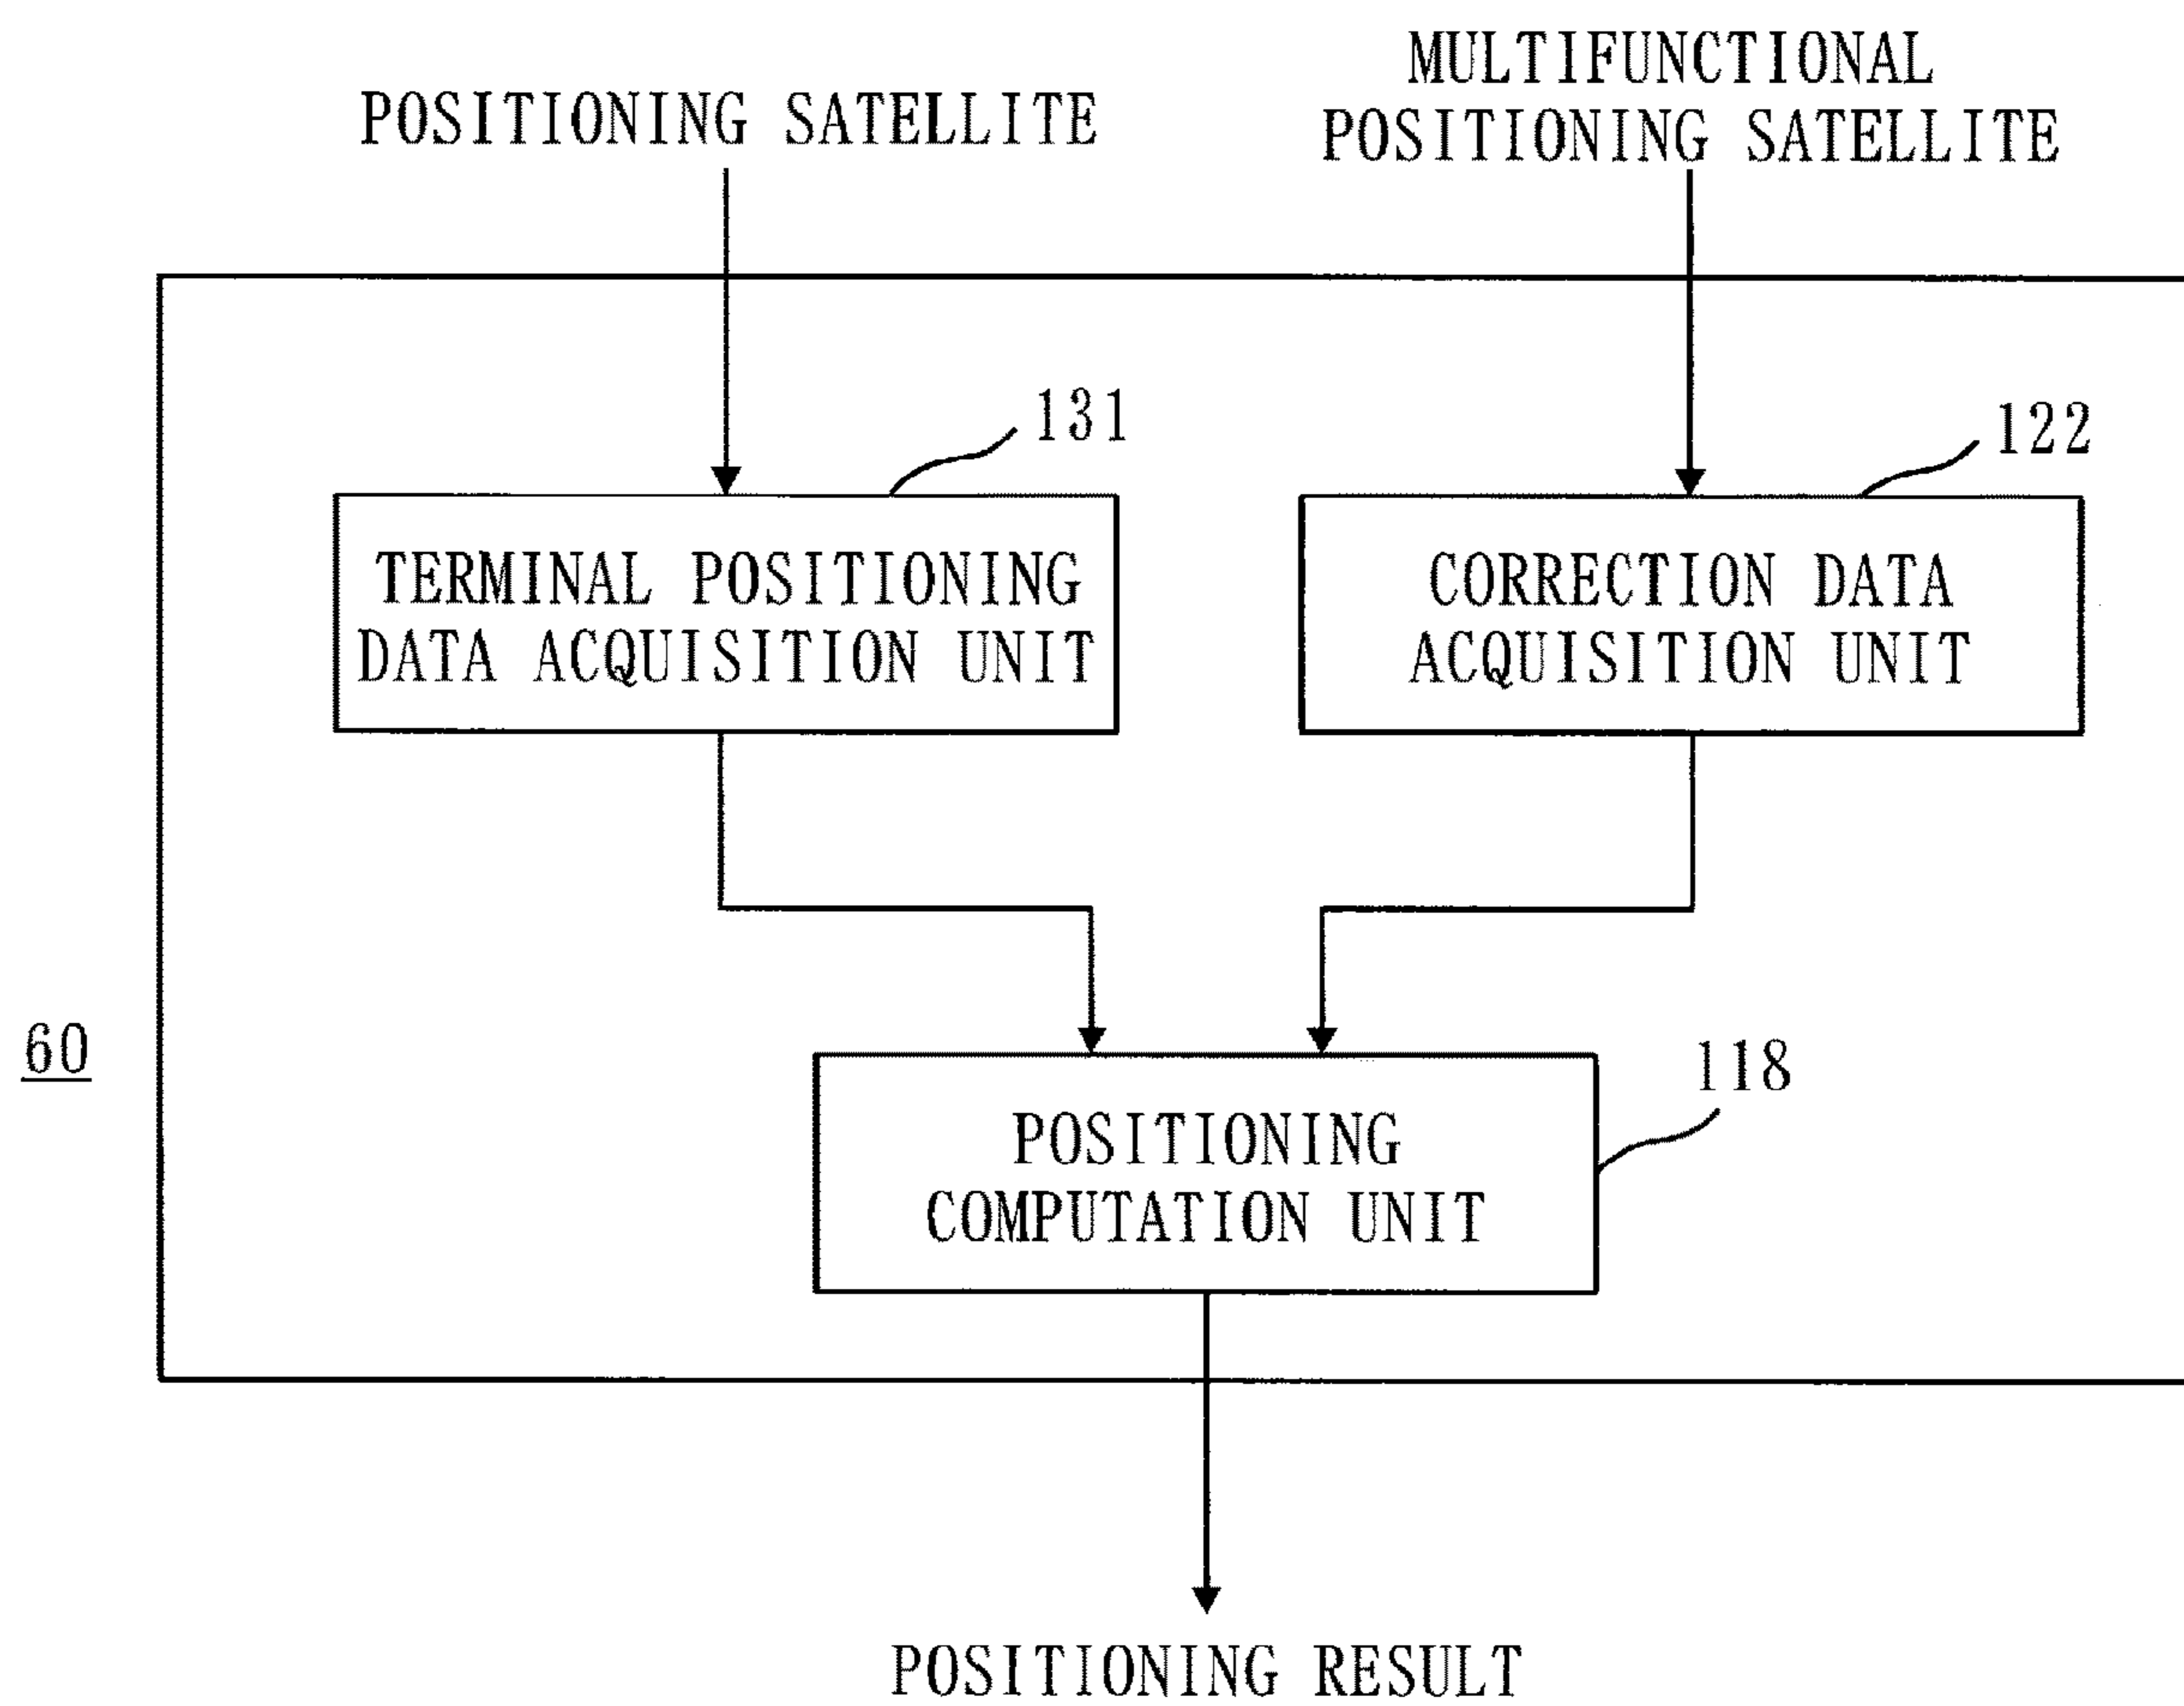 MULTIFUNCTIONAL
POSITIONING SATELLITE
POSITIONING SATELLITE
131
122
TERMINAL POSITIONING
DATA ACQUISITION UNIT
CORRECTION DATA
ACQUISITION UNIT
60
118
POSITIONING
COMPUTATION UNIT
POSITIONING RESULT